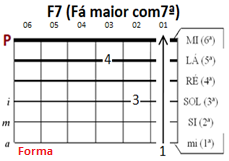 F7 (Fá maior com7ª)
06 05 04 03 02 01
P MI (6ª)
4 LÁ (5ª)
RÉ (4ª)
i 3 SOL (3ª)
m SI (2ª)
a 1 mi (1ª)
Forma